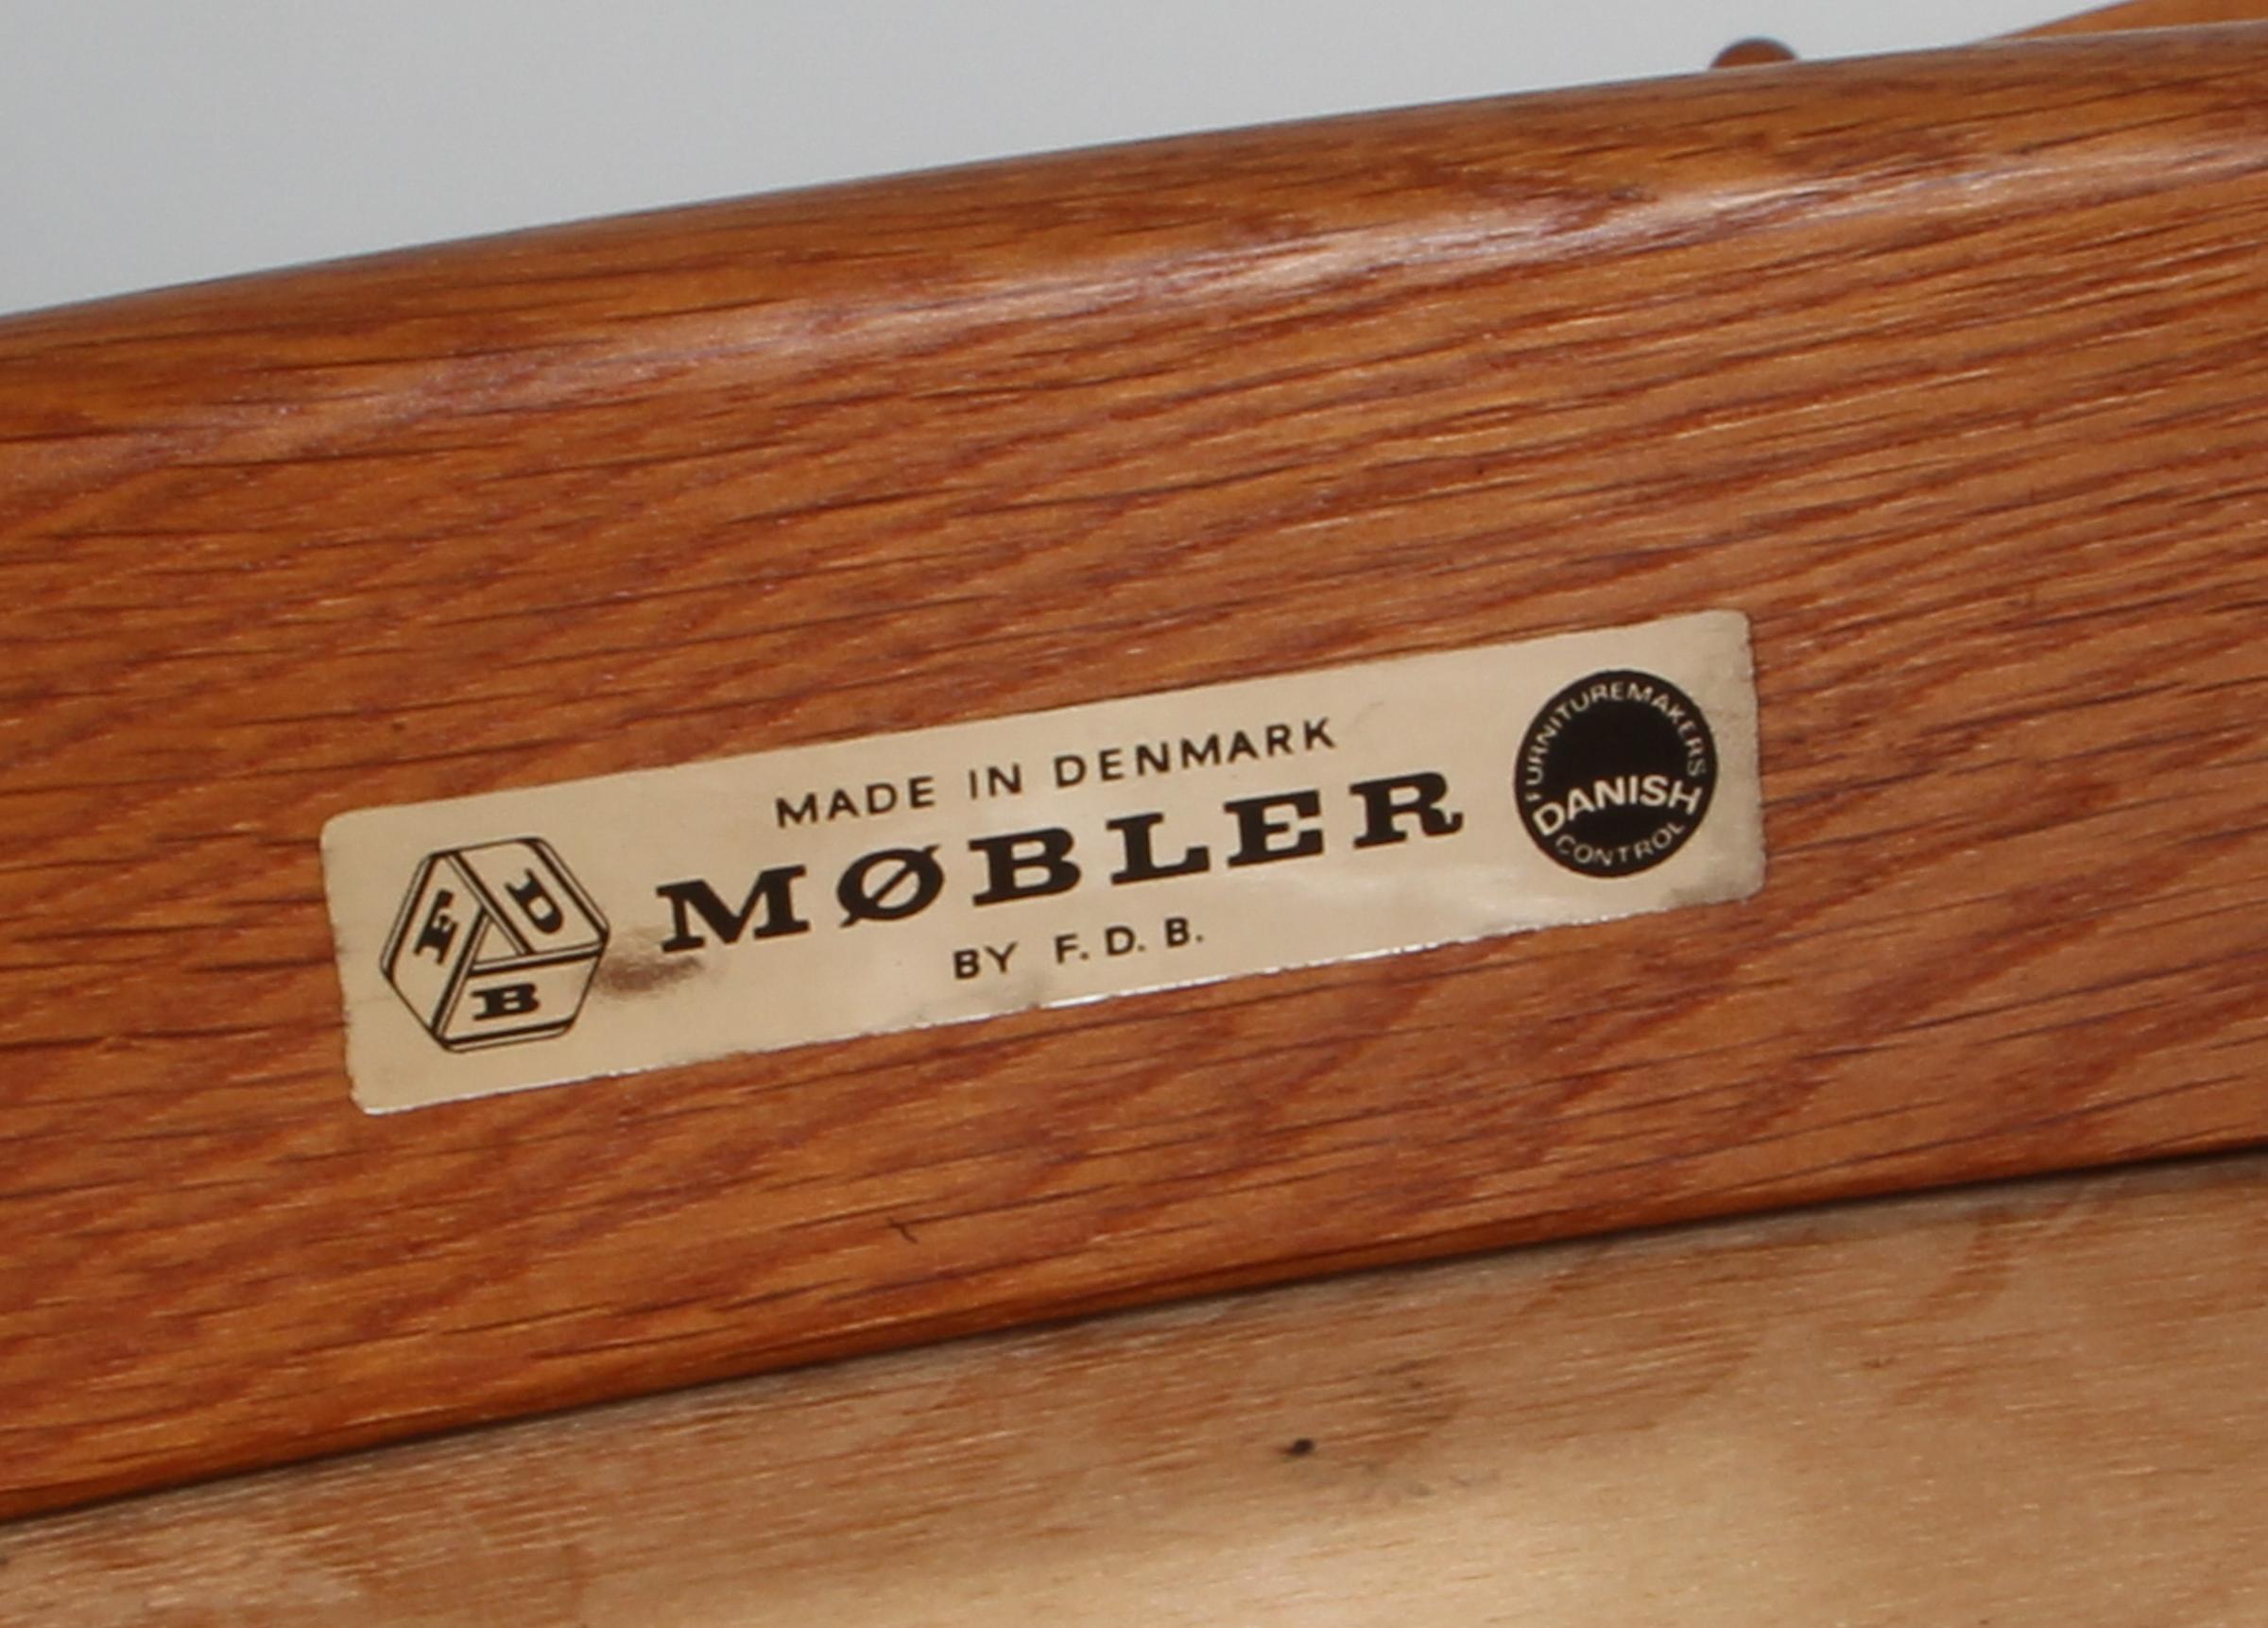 F D B
MADE IN DENMARK
MØBLER
BY F. D. B.
FURNITUREMAKERS
DANISH
CONTROL